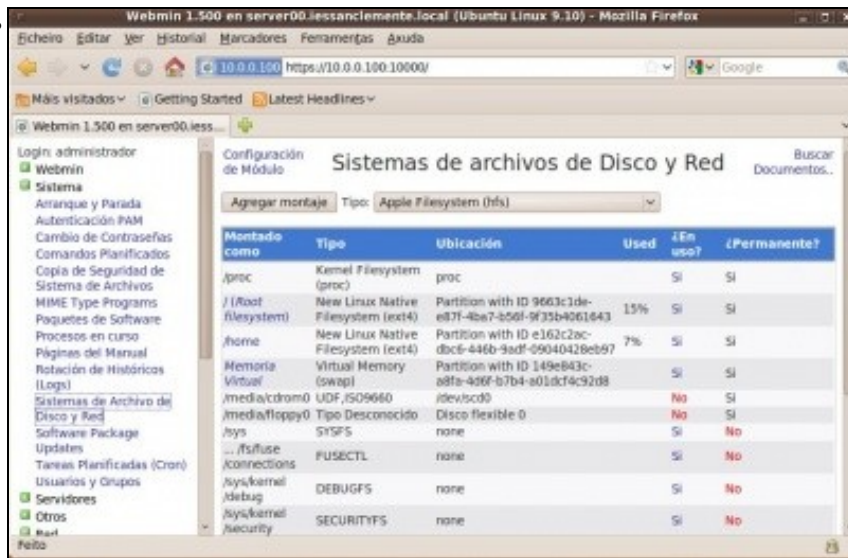 Webmin 1.500 en server00.iessanclemente.local (Ubuntu Linux 9.10) - Mozilla Firefox
Ficheiro Editar Ver Historial Marcadores Ferramentas Axuda
10.0.0.100 https://10.0.0.100:10000/
Google
Máis visitados Getting Started Latest Headlines
Webmin 1.500 en server00.iess...
Login: administrador
Webmin
Sistema
Arranque y Parada
Autenticación PAM
Cambio de Contraseñas
Comandos Planificados
Copia de Seguridad de
Sistema de Archivos
MIME Type Programs
Paquetes de Software
Procesos en curso
Páginas del Manual
Rotación de Históricos
(Logs)
Sistemas de Archivo de
Disco y Red
Software Package
Updates
Tareas Planificadas (Cron)
Usuarios y Grupos
Servidores
Otros
Red
Configuración
de Módulo
Sistemas de archivos de Disco y Red
Buscar
Documentos..
Agregar montaje Tipo: Apple Filesystem (hfs)
Montado
como Tipo Ubicación Used ¿En
uso? ¿Permanente?
/proc Kernel Filesystem
(proc) proc Si Si
/ (Root
filesystem) New Linux Native
Filesystem (ext4) Partition with ID 9663c1de-
e87f-4ba7-b56f-9f35b4061643 15% Si Si
/home New Linux Native
Filesystem (ext4) Partition with ID e162c2ac-
dbc6-446b-9adf-09040428eb97 7% Si Si
Memoria
Virtual Virtual Memory
(swap) Partition with ID 149e843c-
a8fa-4d6f-b7b4-a01dcf4c92d8 Si Si
/media/cdrom0 UDF,ISO9660 /dev/scd0 No Si
/media/floppy0 Tipo Desconocido Disco flexible 0 No Si
/sys SYSFS none Si No
... /fs/fuse
/connections FUSECTL none Si No
/sys/kernel
/debug DEBUGFS none Si No
/sys/kernel
/security SECURITYFS none Si No
Feito